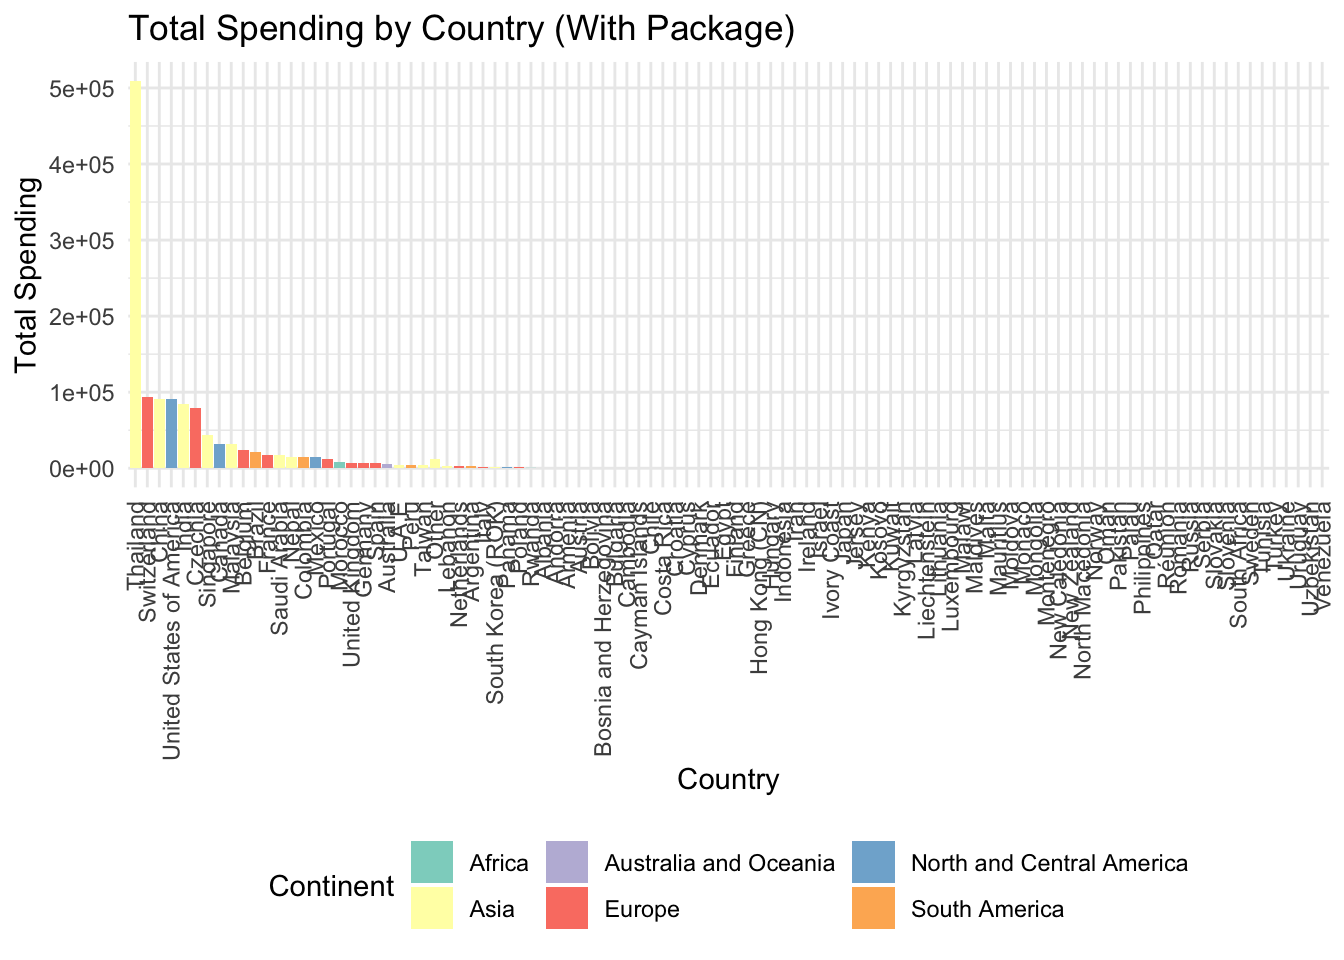 Total Spending by Country (With Package)
Total Spending
5e+05
4e+05
3e+05
2e+05
1e+05
0e+00
Thailand
Switzerland
China
United States of America
India
Czechia
Singapore
Canada
Malaysia
Belgium
Brazil
France
Saudi Arabia
Nepal
Colombia
Mexico
Portugal
Morocco
United Kingdom
Germany
Spain
Australia
U.A.E
Peru
Taiwan
Other
Lebanon
Netherlands
Argentina
Italy
South Korea (ROK)
Panama
Poland
Rwanda
Andorra
Armenia
Austria
Bolivia
Bosnia and Herzegovina
Bulgaria
Cambodia
Cayman Islands
Chile
Costa Rica
Croatia
Cyprus
Denmark
Ecuador
Egypt
Finland
Greece
Hong Kong (CN)
Hungary
Indonesia
Iran
Ireland
Israel
Ivory Coast
Japan
Jersey
Kenya
Kosovo
Kuwait
Kyrgyzstan
Latvia
Liechtenstein
Lithuania
Luxembourg
Malawi
Maldives
Malta
Mauritius
Moldova
Monaco
Mongolia
Montenegro
New Caledonia
New Zealand
North Macedonia
Norway
Oman
Pakistan
Philippines
Qatar
Réunion
Romania
Russia
Serbia
Slovakia
Slovenia
South Africa
Sweden
Tunisia
Turkey
Ukraine
Uruguay
Uzbekistan
Venezuela
Country
Continent
Africa
Australia and Oceania
North and Central America
Asia
Europe
South America